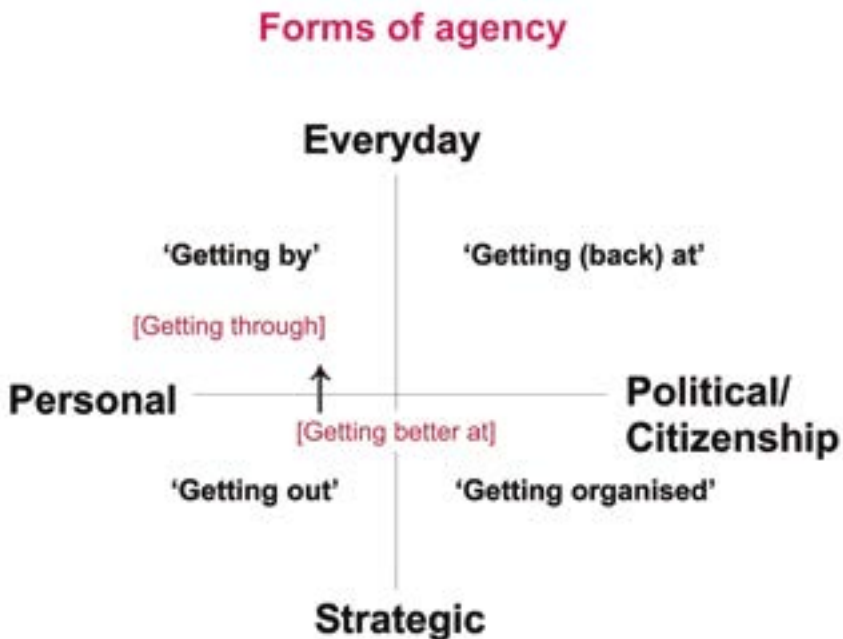 Forms of agency
Everyday
‘Getting by’
‘Getting (back) at’
[Getting through]
Personal
Political/
Citizenship
[Getting better at]
‘Getting out’
‘Getting organised’
Strategic